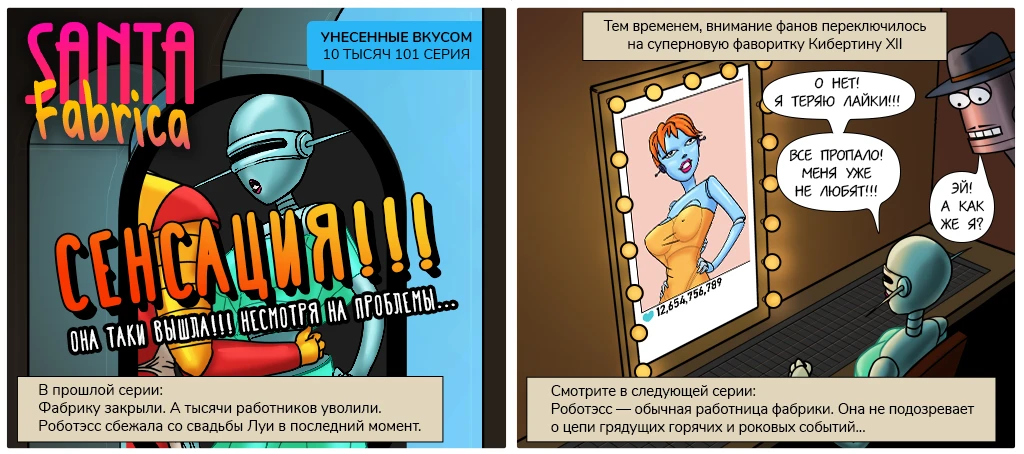 SANTA
Fabrica
УНЕСЕННЫЕ ВКУСОМ
10 ТЫСЯЧ 101 СЕРИЯ
СЕНСАЦИЯ!!!
ОНА ТАКИ ВЫШЛА!!! НЕСМОТРЯ НА ПРОБЛЕМЫ...
В прошлой серии:
Фабрику закрыли. А тысячи работников уволили.
Роботэсс сбежала со свадьбы Луи в последний момент.
Тем временем, внимание фанов переключилось
на суперновую фаворитку Кибертину XII
О НЕТ!
Я ТЕРЯЮ ЛАЙКИ!!!
ВСЕ ПРОПАЛО!
МЕНЯ УЖЕ
НЕ ЛЮБЯТ!!!
ЭЙ!
А КАК
ЖЕ Я?
12,654,756,789
Смотрите в следующей серии:
Роботэсс — обычная работница фабрики. Она не подозревает
о цепи грядущих горячих и роковых событий...